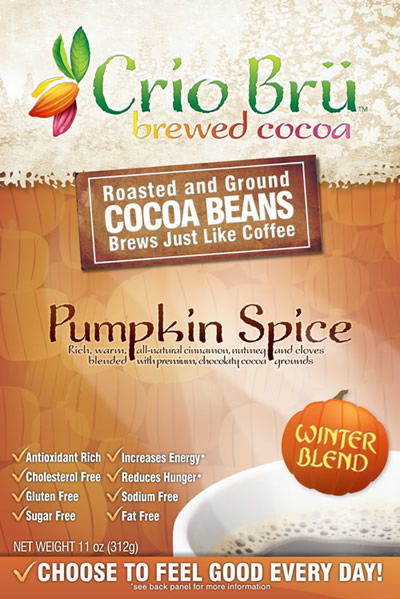 Crio Brü™
brewed cocoa
Roasted and Ground
COCOA BEANS
Brews Just Like Coffee
Pumpkin Spice
Rich, warm, all-natural cinnamon, nutmeg and cloves
blended with premium, chocolaty cocoa grounds
WINTER
BLEND
Antioxidant Rich
Cholesterol Free
Gluten Free
Sugar Free
Increases Energy*
Reduces Hunger*
Sodium Free
Fat Free
NET WEIGHT 11 oz (312g)
CHOOSE TO FEEL GOOD EVERY DAY!
*see back panel for more information